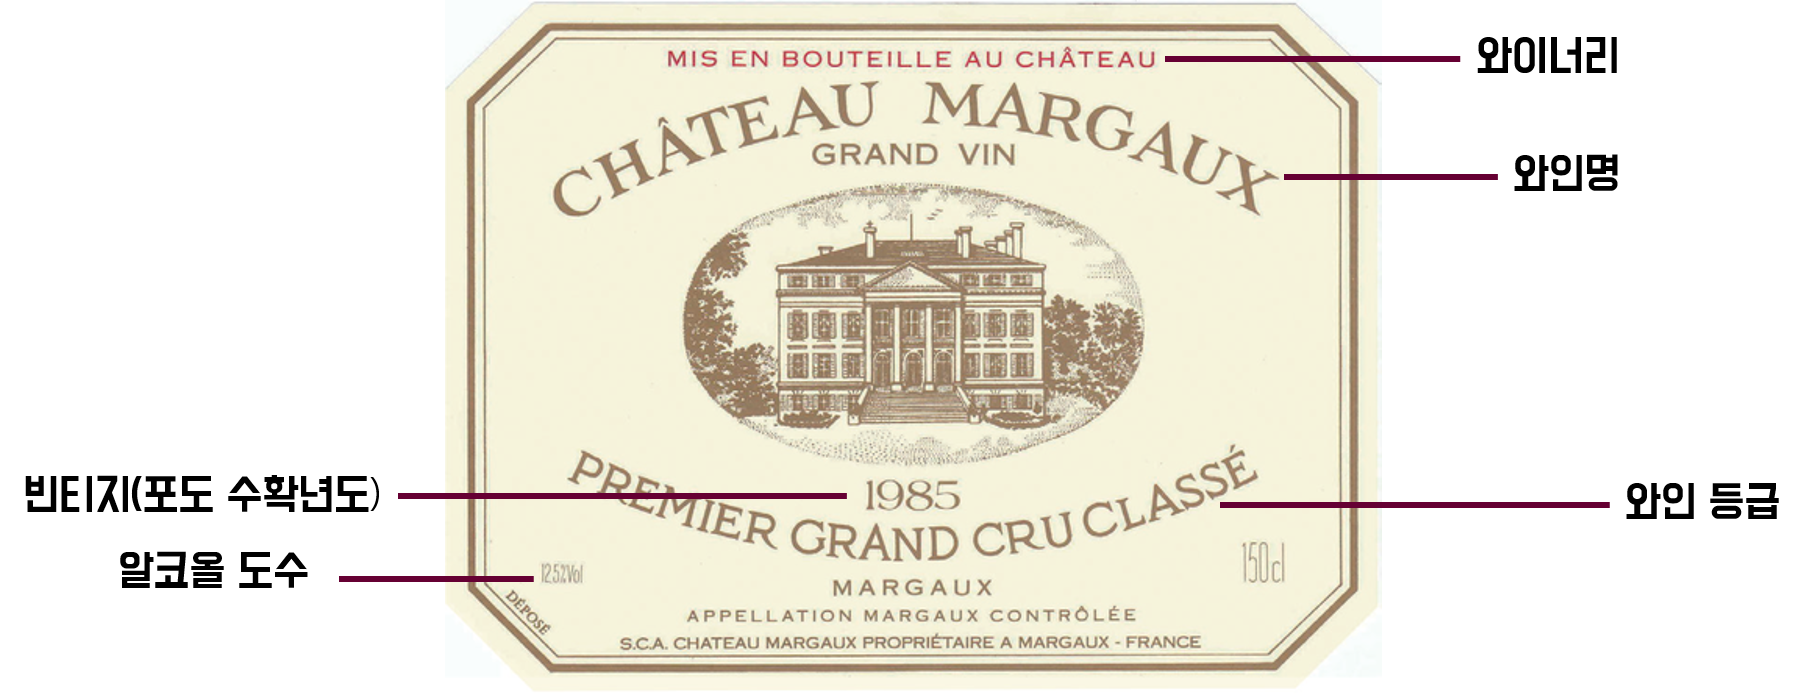 MIS EN BOUTEILLE AU CHÂTEAU
와이너리
CHÂTEAU MARGAUX
GRAND VIN
와인명
PREMIER GRAND CRU CLASSÉ
빈티지(포도 수확년도)
1985
와인 등급
알코올 도수
12.5%Vol
150cl
MARGAUX
DÉPOSÉ
APPELLATION MARGAUX CONTRÔLÉE
S.C.A. CHATEAU MARGAUX PROPRIÉTAIRE A MARGAUX - FRANCE